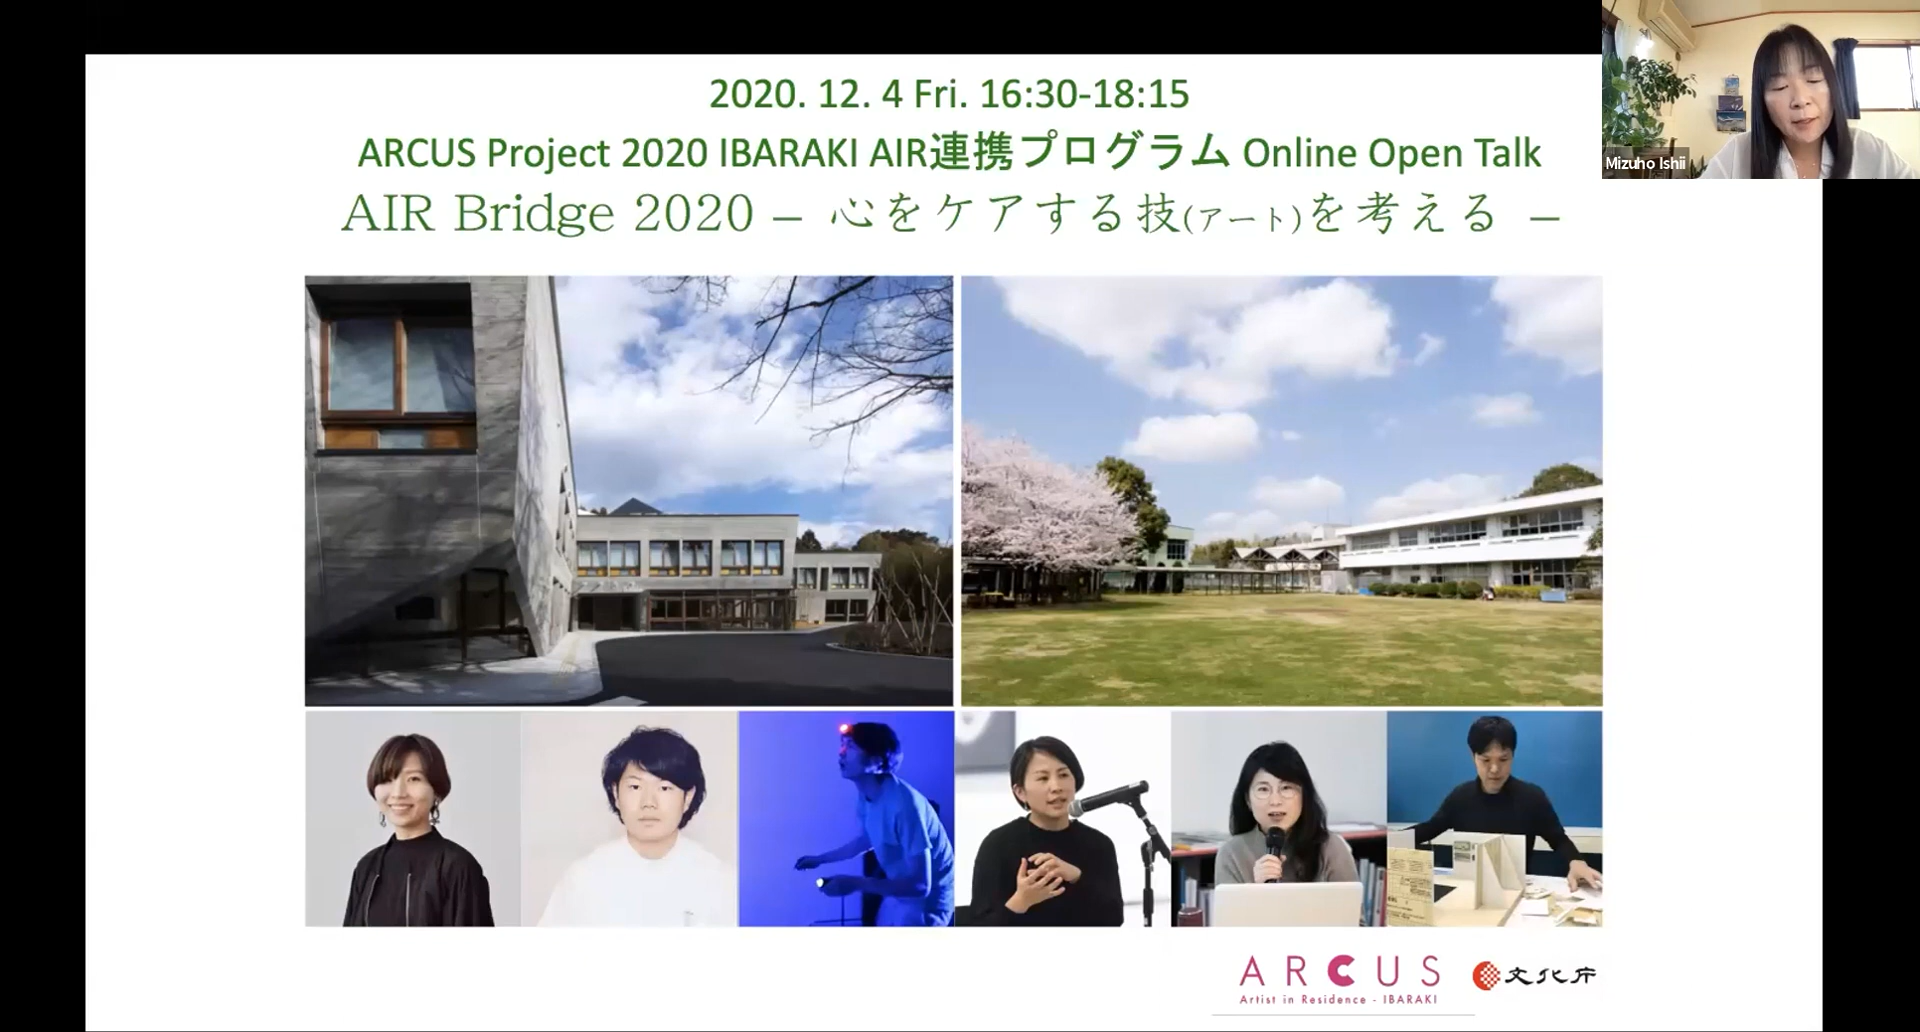 2020. 12. 4 Fri. 16:30-18:15
ARCUS Project 2020 IBARAKI AIR連携プログラム Online Open Talk
AIR Bridge 2020 – 心をケアする技(アート)を考える –
Mizuho Ishii
ARCUS
Artist in Residence - IBARAKI
文化庁